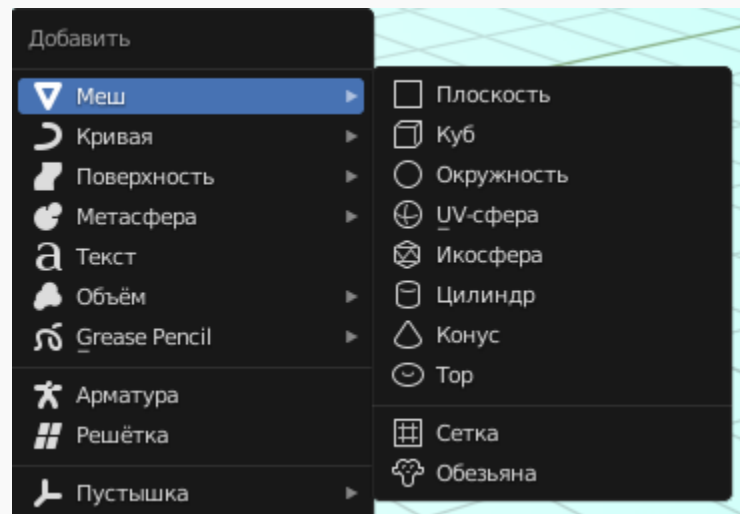 Добавить
Меш
Кривая
Поверхность
Метасфера
Текст
Объём
Grease Pencil
Арматура
Решётка
Пустышка
Плоскость
Куб
Окружность
UV-сфера
Икосфера
Цилиндр
Конус
Тор
Сетка
Обезьяна